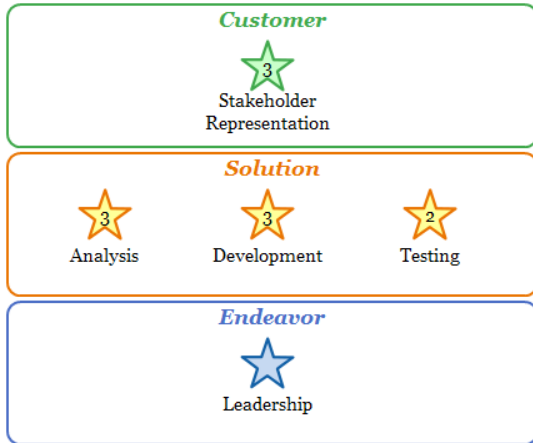 Customer
3
Stakeholder
Representation
Solution
3 3 2
Analysis Development Testing
Endeavor
Leadership